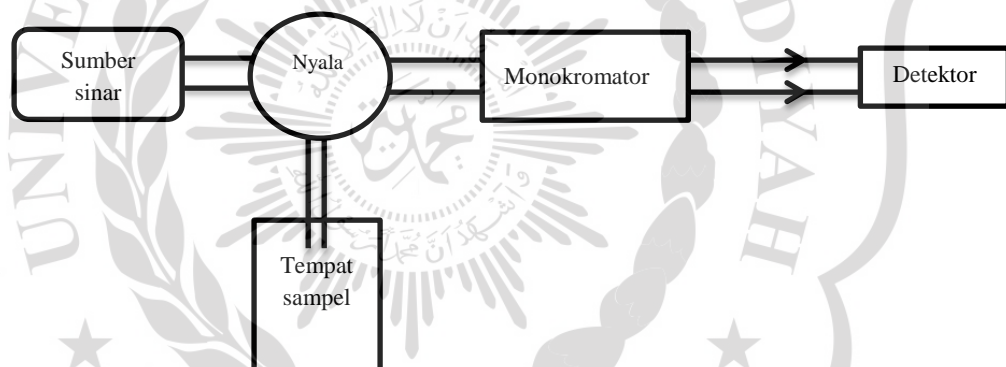 Sumber
sinar
Nyala
Monokromator
Detektor
Tempat
sampel